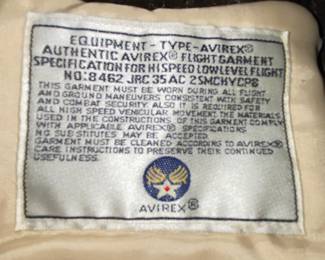 EQUIPMENT - TYPE - AVIREX®
AUTHENTIC AVIREX® FLIGHT GARMENT
SPECIFICATION FOR HI SPEED LOW LEVEL FLIGHT
NO: 8462 JRC 35 AC 2 SMCHYCP6
THIS GARMENT MUST BE WORN DURING ALL FLIGHT
AND GROUND MANEUVERS CONSISTENT WITH SAFETY
AND COMBAT SECURITY. ALSO IT IS REQUIRED FOR
ALL HIGH SPEED VEHICULAR MOVEMENT. THE MATERIALS
USED IN THE CONSTRUCTIONS OF THIS GARMENT COMPLY
WITH APPLICABLE AVIREX® SPECIFICATIONS
NO SUBSTITUTES MAY BE ACCEPTED.
GARMENT MUST BE CLEANED ACCORDING TO AVIREX®
CARE INSTRUCTIONS TO PRESERVE THEIR CONTINUED
USEFULNESS.
AVIREX®